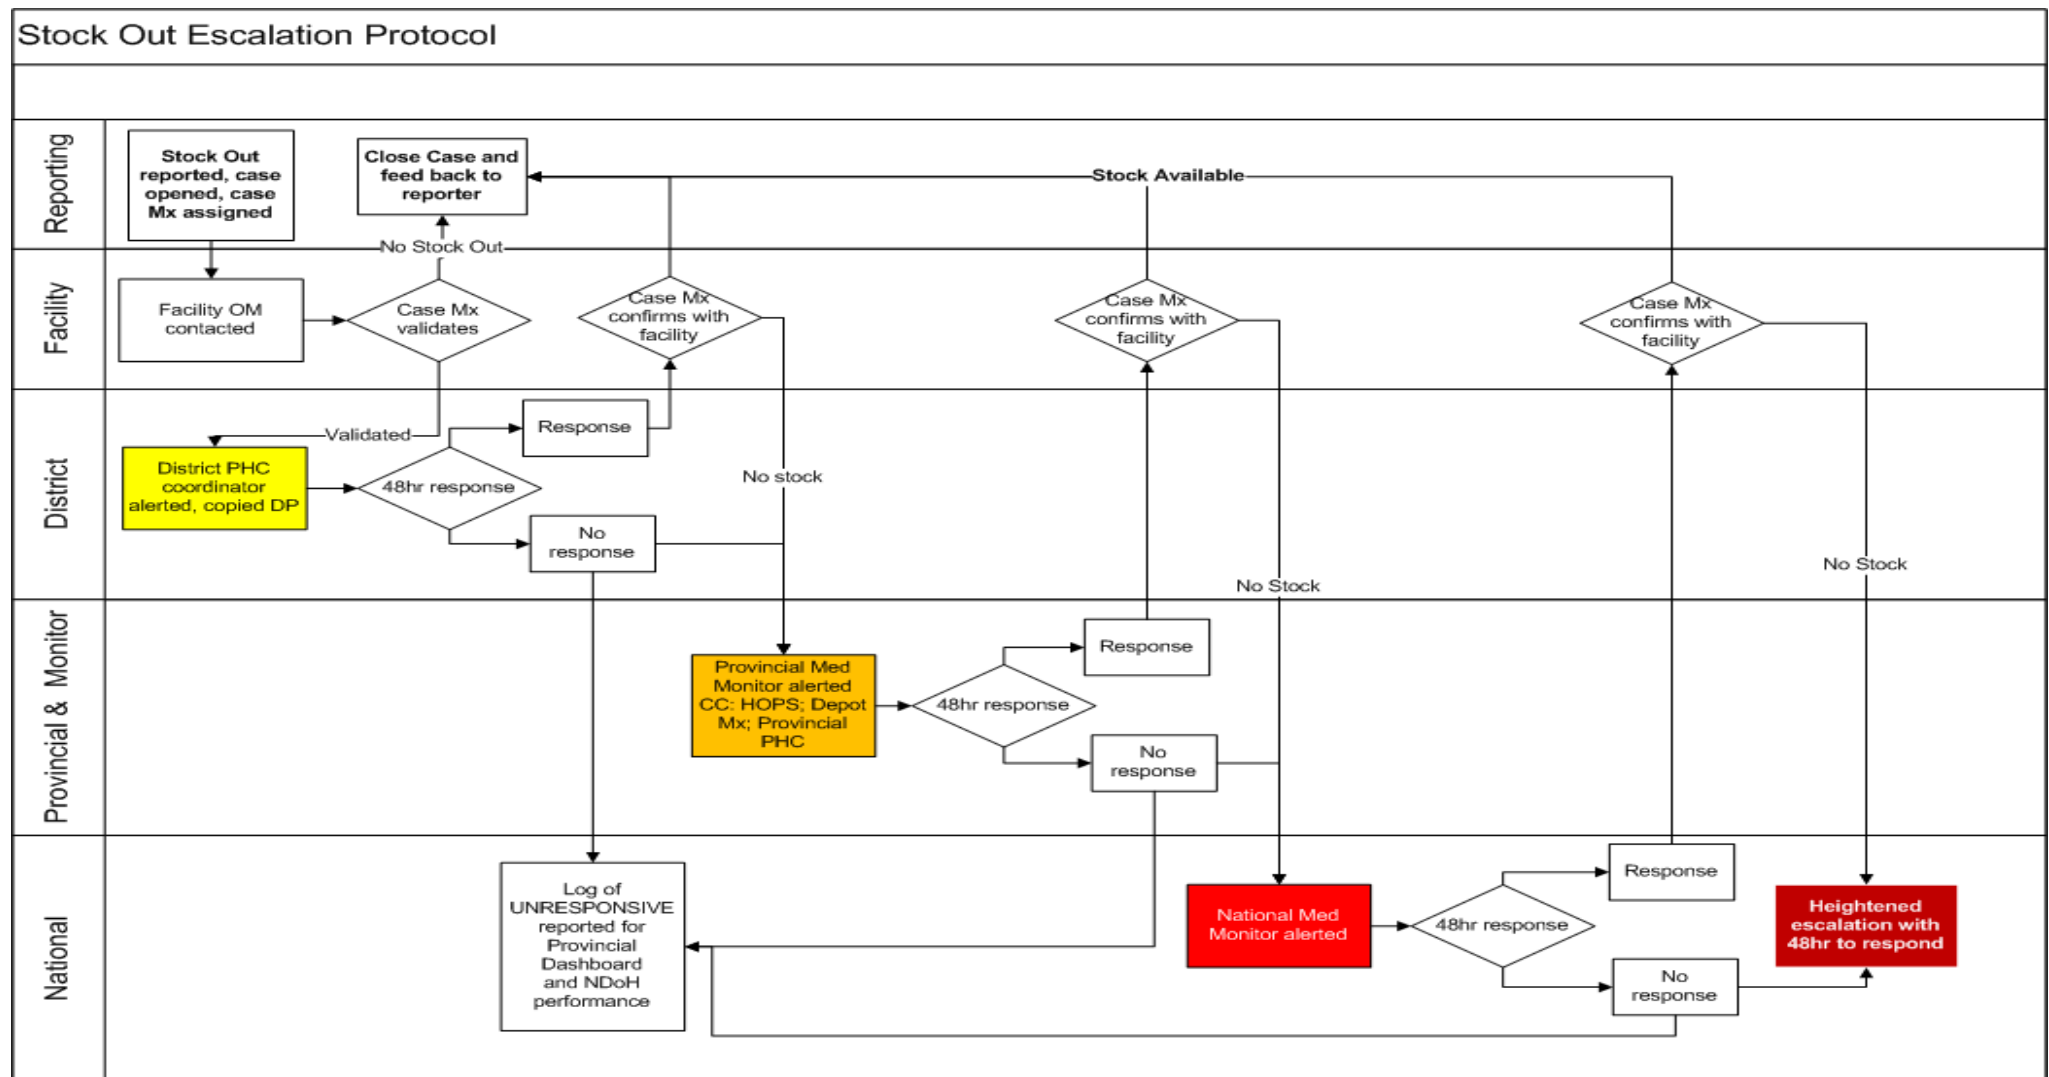 Stock Out Escalation Protocol
Reporting
Stock Out
reported, case
opened, case
Mx assigned
Close Case and
feed back to
reporter
Stock Available
No Stock Out
Facility
Facility OM
contacted
Case Mx
validates
Case Mx
confirms with
facility
Case Mx
confirms with
facility
Case Mx
confirms with
facility
District
Validated
District PHC
coordinator
alerted, copied DP
48hr response
Response
No
response
No stock
No Stock
No Stock
Provincial & Monitor
Provincial Med
Monitor alerted
CC: HOPS; Depot
Mx; Provincial
PHC
48hr response
Response
No
response
National
Log of
UNRESPONSIVE
reported for
Provincial
Dashboard
and NDoH
performance
National Med
Monitor alerted
48hr response
Response
No
response
Heightened
escalation with
48hr to respond